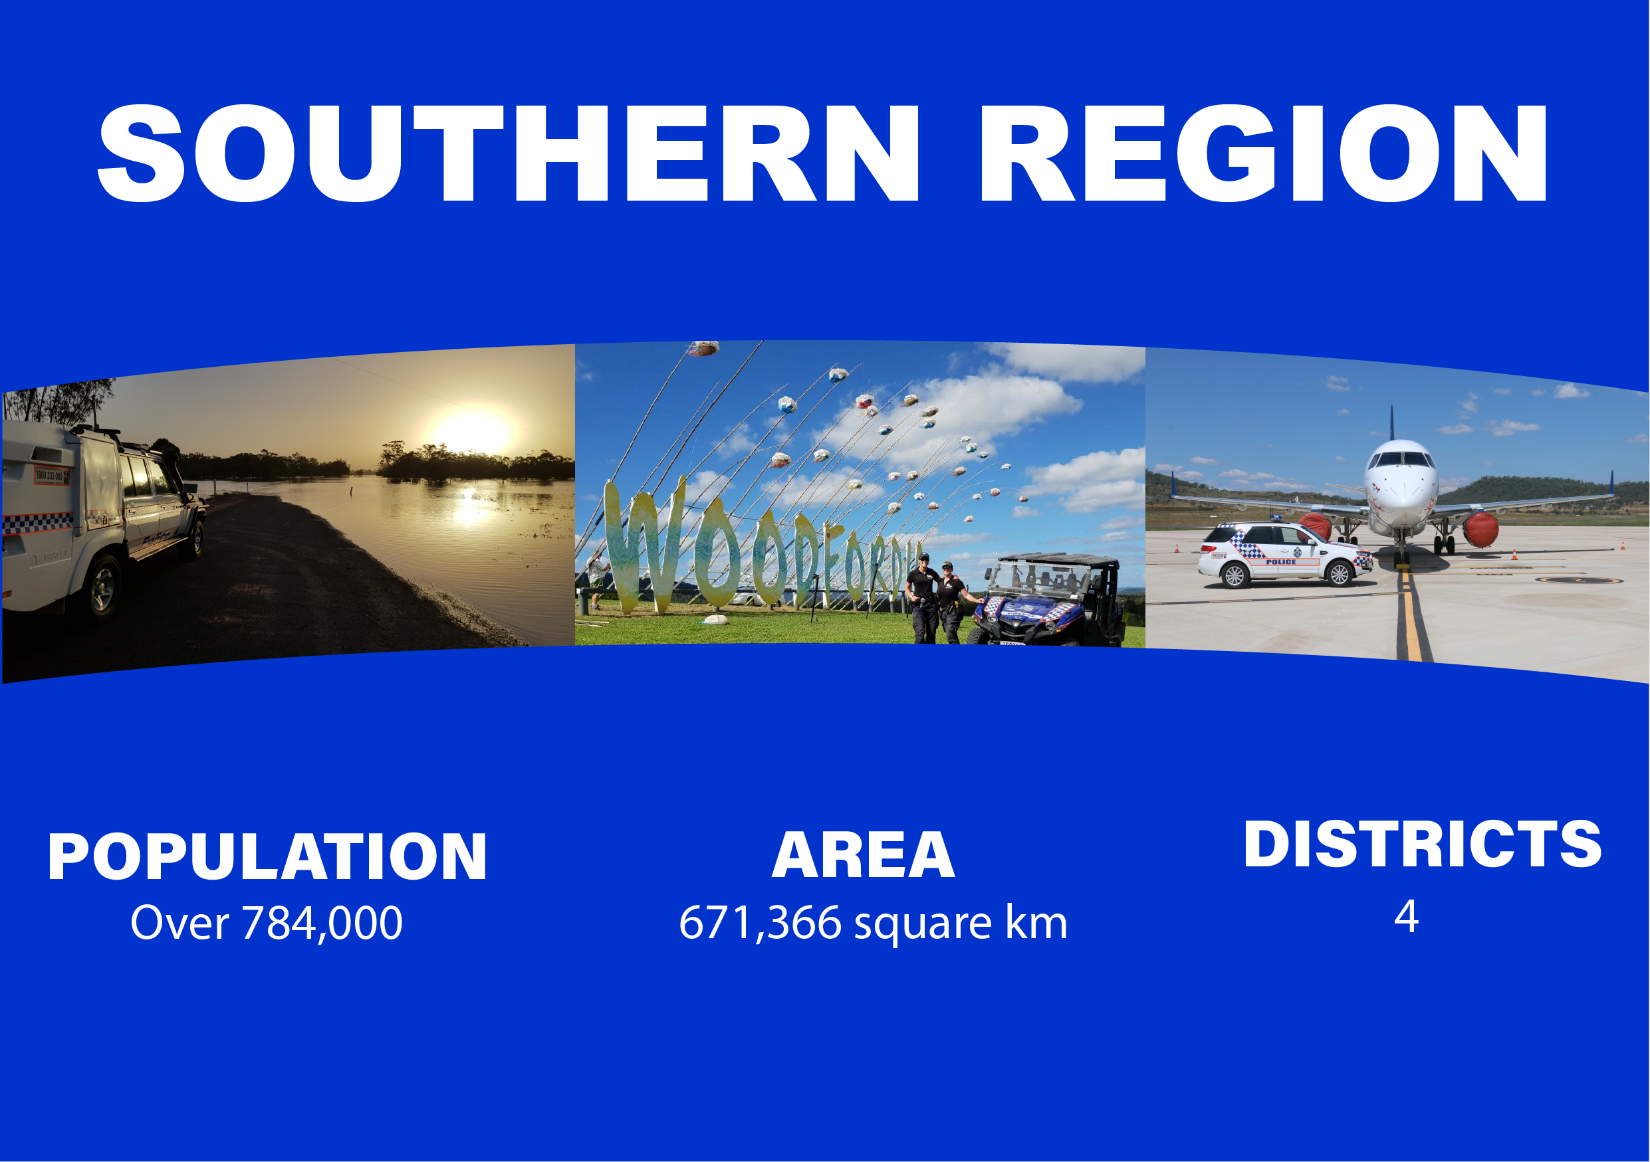 SOUTHERN REGION
WOODFORDIA
POLICE
POPULATION
Over 784,000
AREA
671,366 square km
DISTRICTS
4